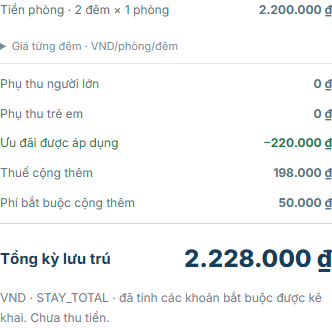 Tiền phòng · 2 đêm × 1 phòng 2.200.000 ₫
▶ Giá từng đêm · VND/phòng/đêm
Phụ thu người lớn 0 ₫
Phụ thu trẻ em 0 ₫
Ưu đãi được áp dụng −220.000 ₫
Thuế cộng thêm 198.000 ₫
Phí bắt buộc cộng thêm 50.000 ₫
Tổng kỳ lưu trú 2.228.000 ₫
VND · STAY_TOTAL · đã tính các khoản bắt buộc được kê
khai. Chưa thu tiền.